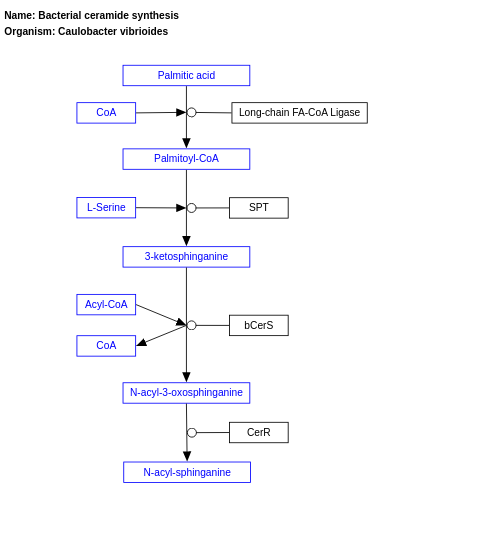 Name: Bacterial ceramide synthesis
Organism: Caulobacter vibrioides
Palmitic acid
CoA
Long-chain FA-CoA Ligase
Palmitoyl-CoA
L-Serine
SPT
3-ketosphinganine
Acyl-CoA
bCerS
CoA
N-acyl-3-oxosphinganine
CerR
N-acyl-sphinganine